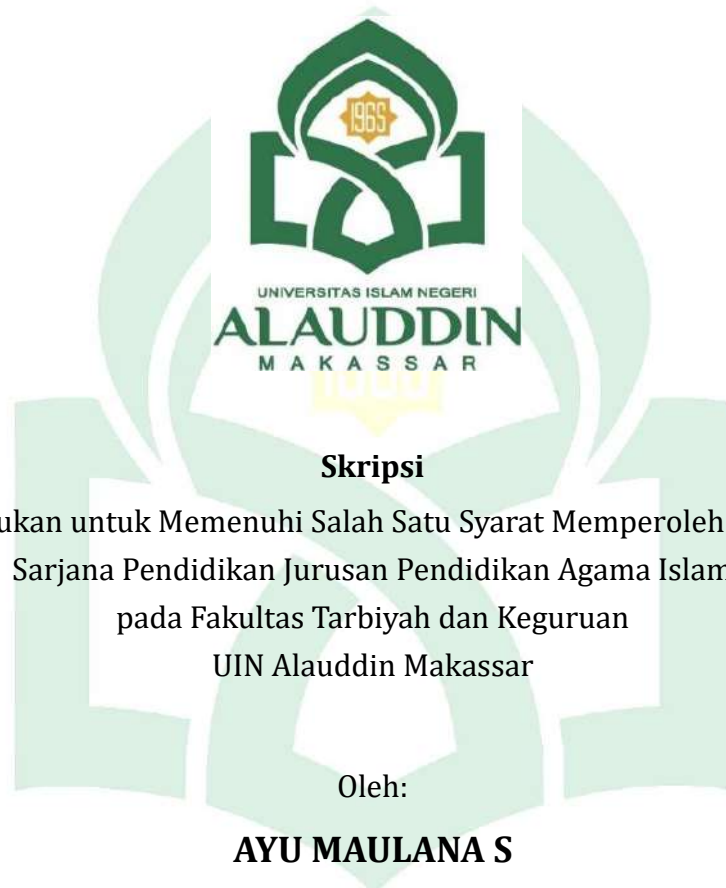 1965
UNIVERSITAS ISLAM NEGERI
ALAUDDIN
MAKASSAR
Skripsi
ukan untuk Memenuhi Salah Satu Syarat Memperoleh
Sarjana Pendidikan Jurusan Pendidikan Agama Islam
pada Fakultas Tarbiyah dan Keguruan
UIN Alauddin Makassar
Oleh:
AYU MAULANA S